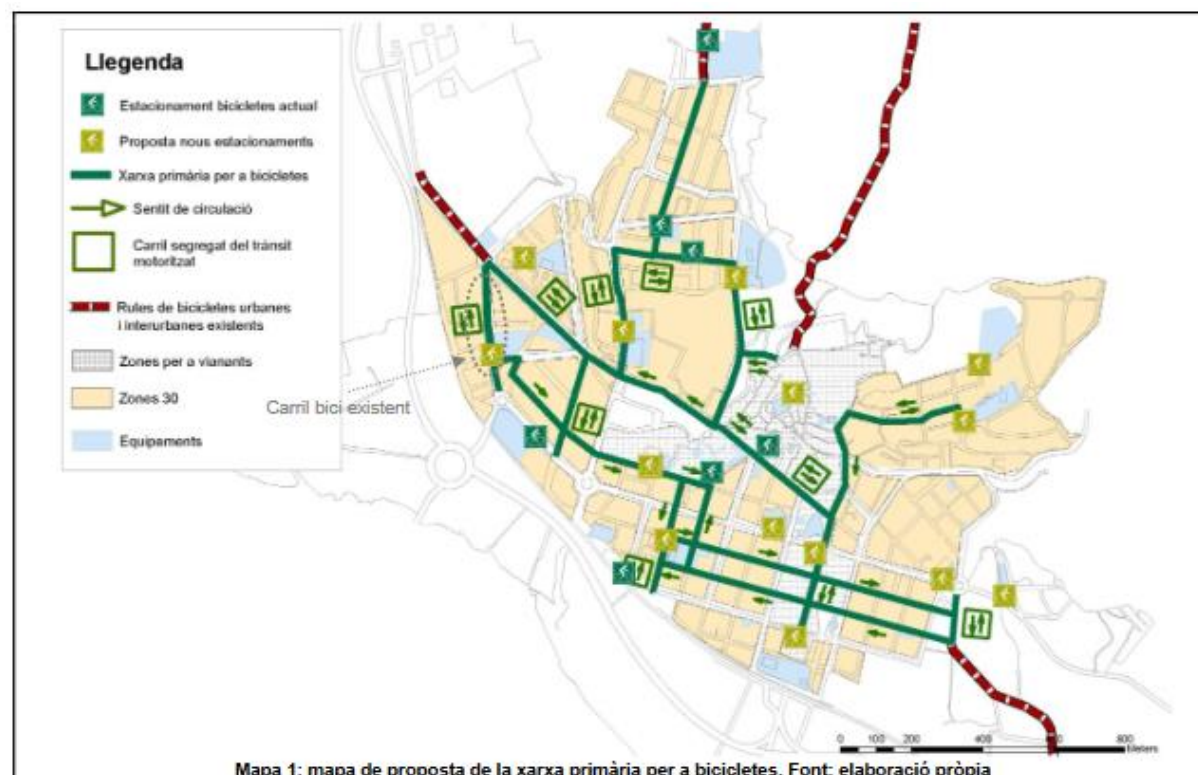 Llegenda
Estacionament bicicletes actual
Proposta nous estacionaments
Xarxa primària per a bicicletes
Sentit de circulació
Carril segregat del trànsit
motoritzat
Rutes de bicicletes urbanes
i interurbanes existents
Zones per a vianants
Zones 30
Equipaments
Carril bici existent
0 100 200 400 600 800
Meters
Mapa 1: mapa de proposta de la xarxa primària per a bicicletes. Font: elaboració pròpia